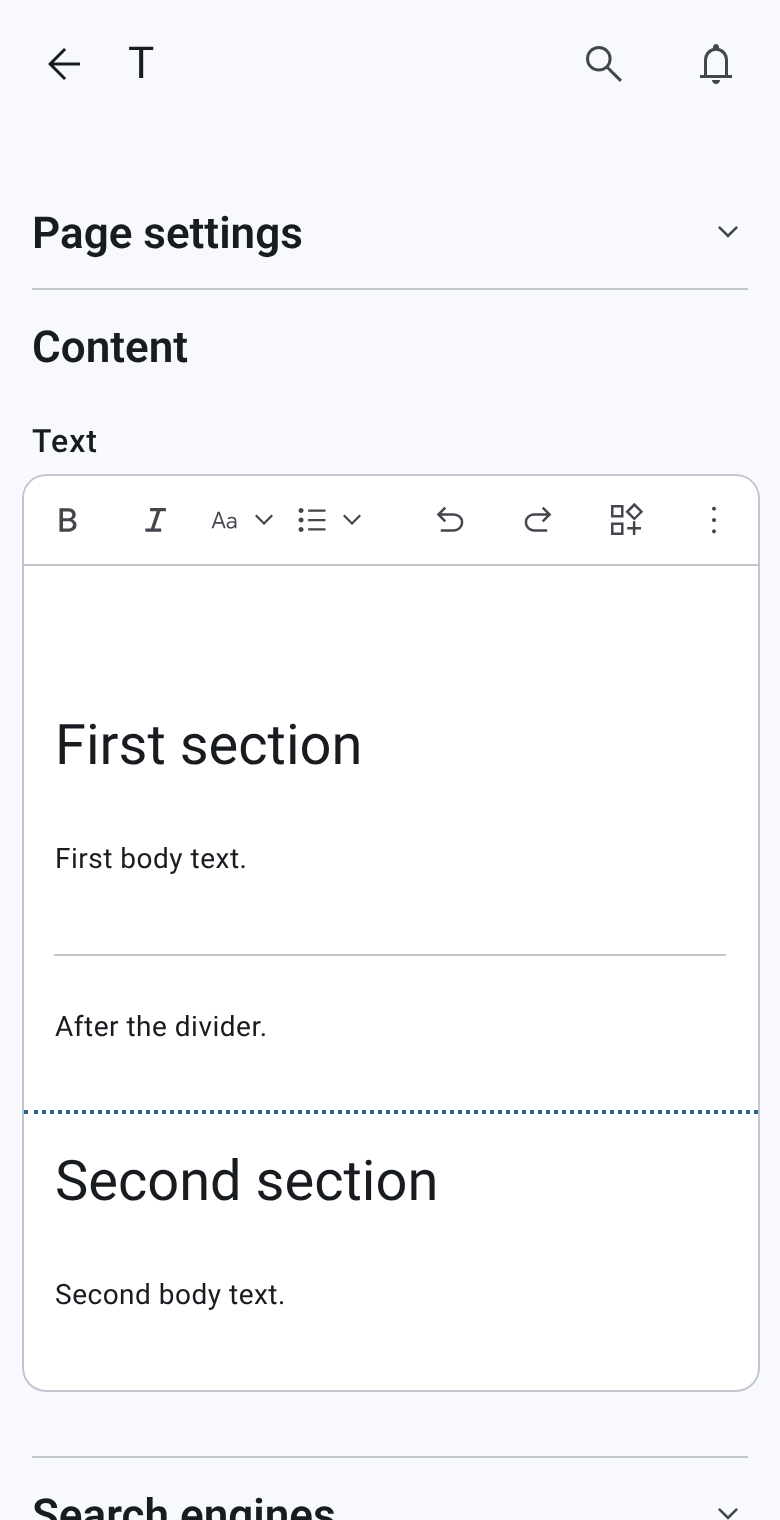 T
Page settings
Content
Text
B I Aa
First section
First body text.
After the divider.
Second section
Second body text.
Search engines